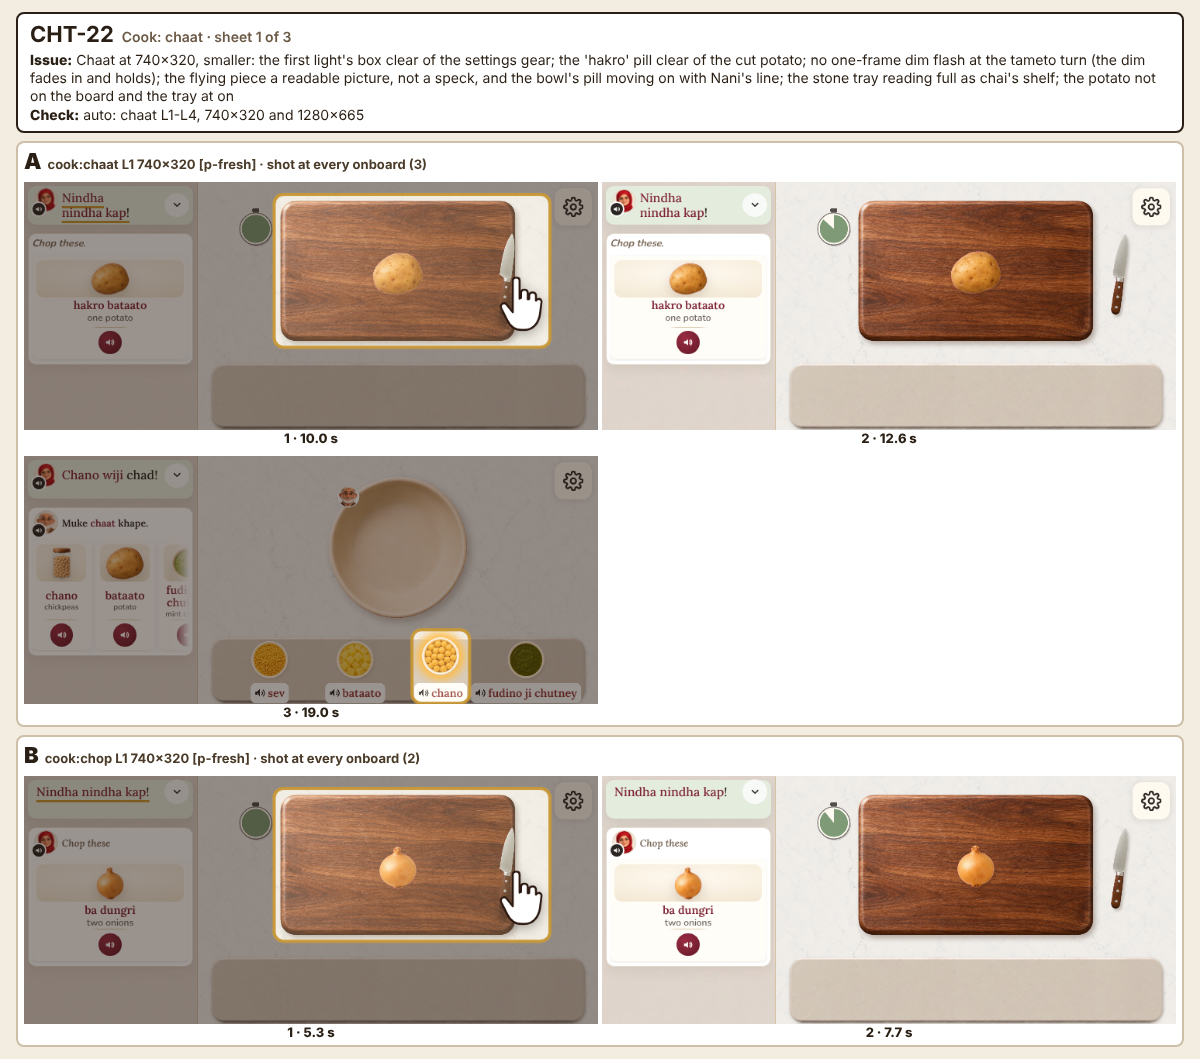 CHT-22 Cook: chaat · sheet 1 of 3
Issue: Chaat at 740×320, smaller: the first light's box clear of the settings gear; the 'hakro' pill clear of the cut potato; no one-frame dim flash at the tameto turn (the dim
fades in and holds); the flying piece a readable picture, not a speck, and the bowl's pill moving on with Nani's line; the stone tray reading full as chai's shelf; the potato not
on the board and the tray at on
Check: auto: chaat L1-L4, 740×320 and 1280×665
A cook:chaat L1 740×320 [p-fresh] · shot at every onboard (3)
Nindha
nindha kap!
Chop these.
hakro bataato
one potato
1 · 10.0 s
Nindha
nindha kap!
Chop these.
hakro bataato
one potato
2 · 12.6 s
Chano wiji chad!
Muke chaat khape.
chano
chickpeas
bataato
potato
sev
bataato
chano
fudino ji chutney
3 · 19.0 s
B cook:chop L1 740×320 [p-fresh] · shot at every onboard (2)
Nindha nindha kap!
Chop these
ba dungri
two onions
1 · 5.3 s
Nindha nindha kap!
Chop these
ba dungri
two onions
2 · 7.7 s